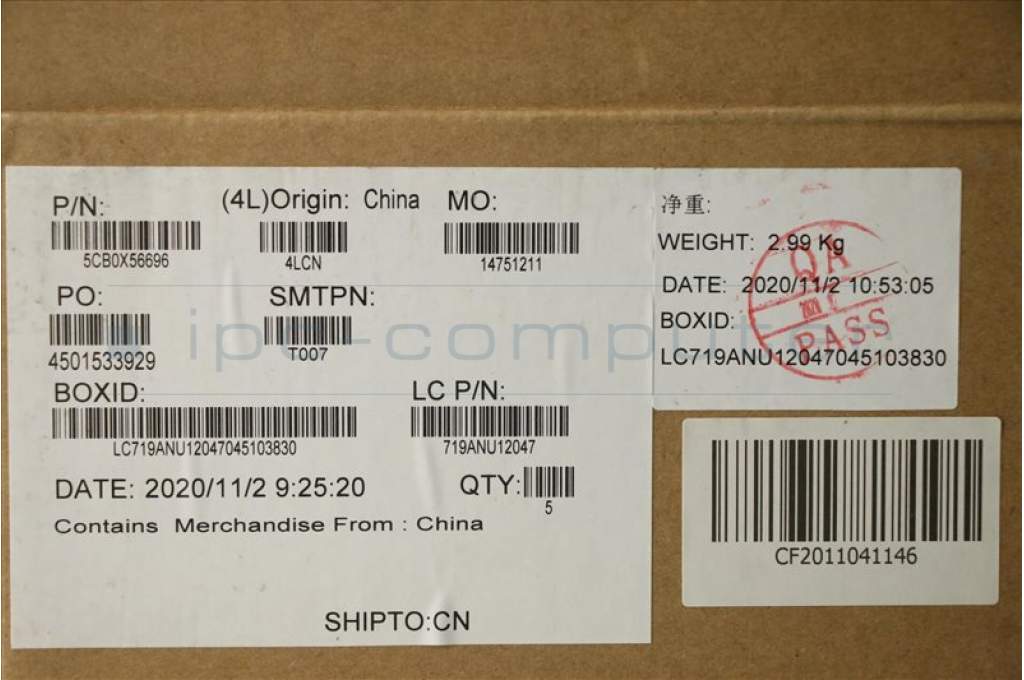 P/N:
(4L)Origin: China
MO:
5CB0X56696
4LCN
14751211
PO:
SMTPN:
4501533929
T007
BOXID:
LC P/N:
LC719ANU12047045103830
719ANU12047
DATE: 2020/11/2 9:25:20
QTY:
5
Contains Merchandise From : China
SHIPTO:CN
净重:
WEIGHT: 2.99 Kg
DATE: 2020/11/2 10:53:05
BOXID:
LC719ANU12047045103830
QA
PASS
CF2011041146
ipc-computer